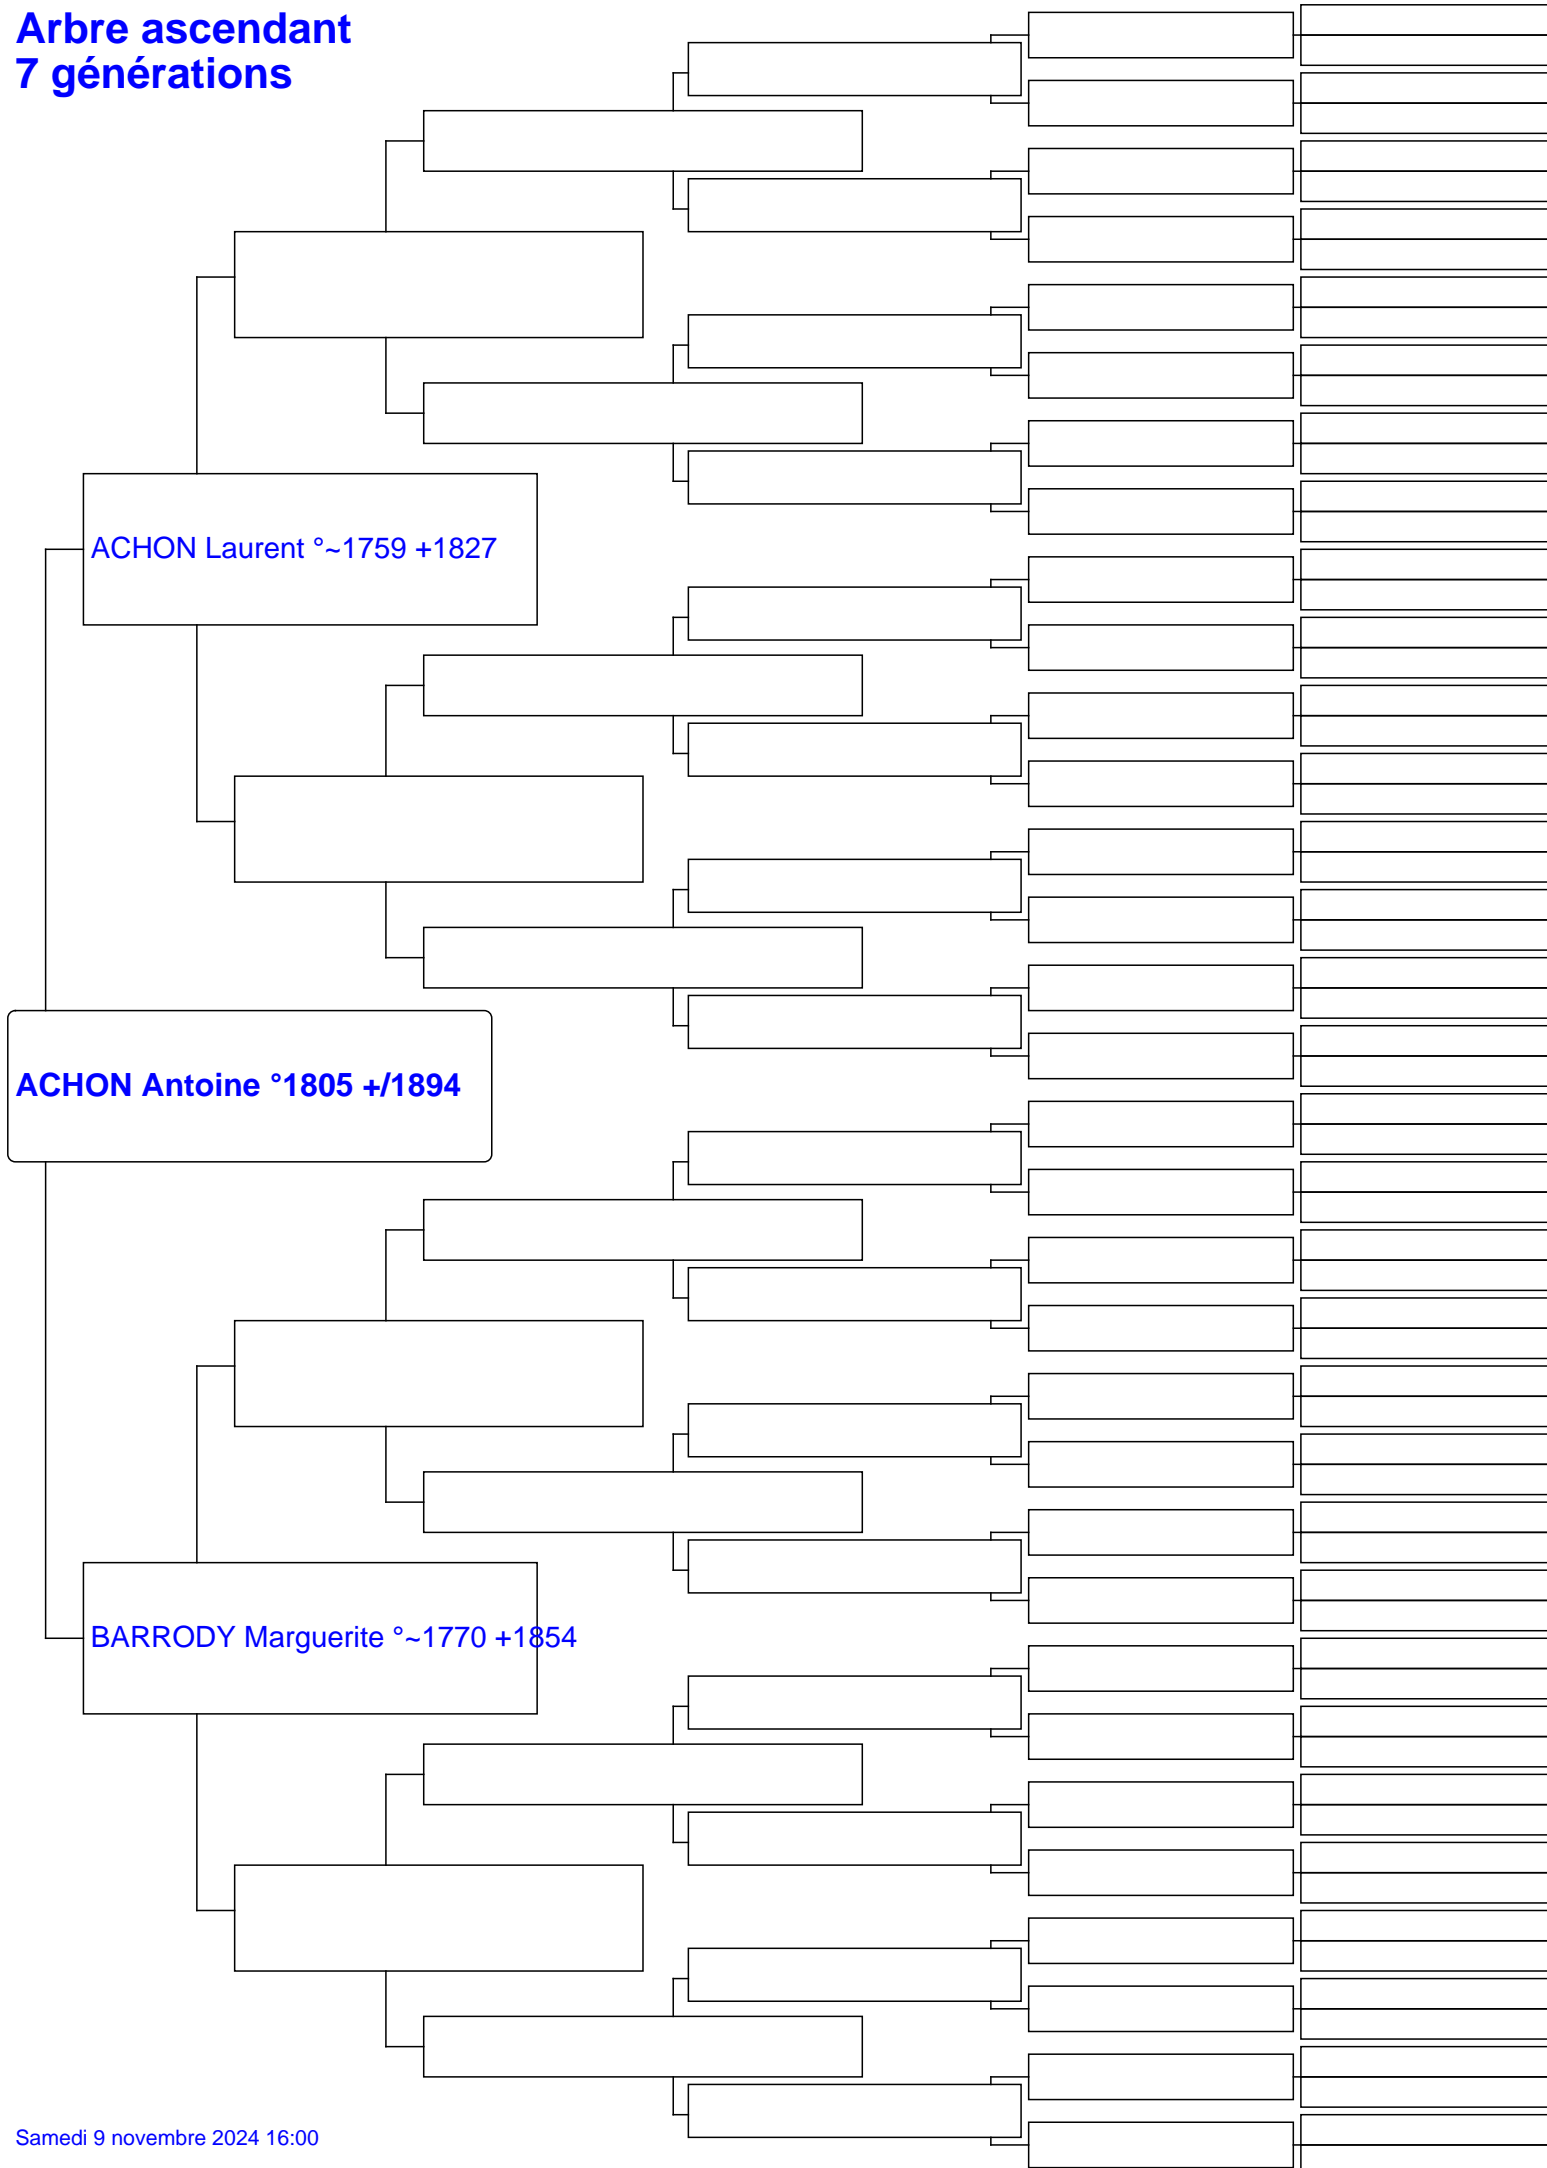 Arbre ascendant
7 générations
ACHON Laurent °~1759 +1827
ACHON Antoine °1805 +/1894
BARRODY Marguerite °~1770 +1854
Samedi 9 novembre 2024 16:00